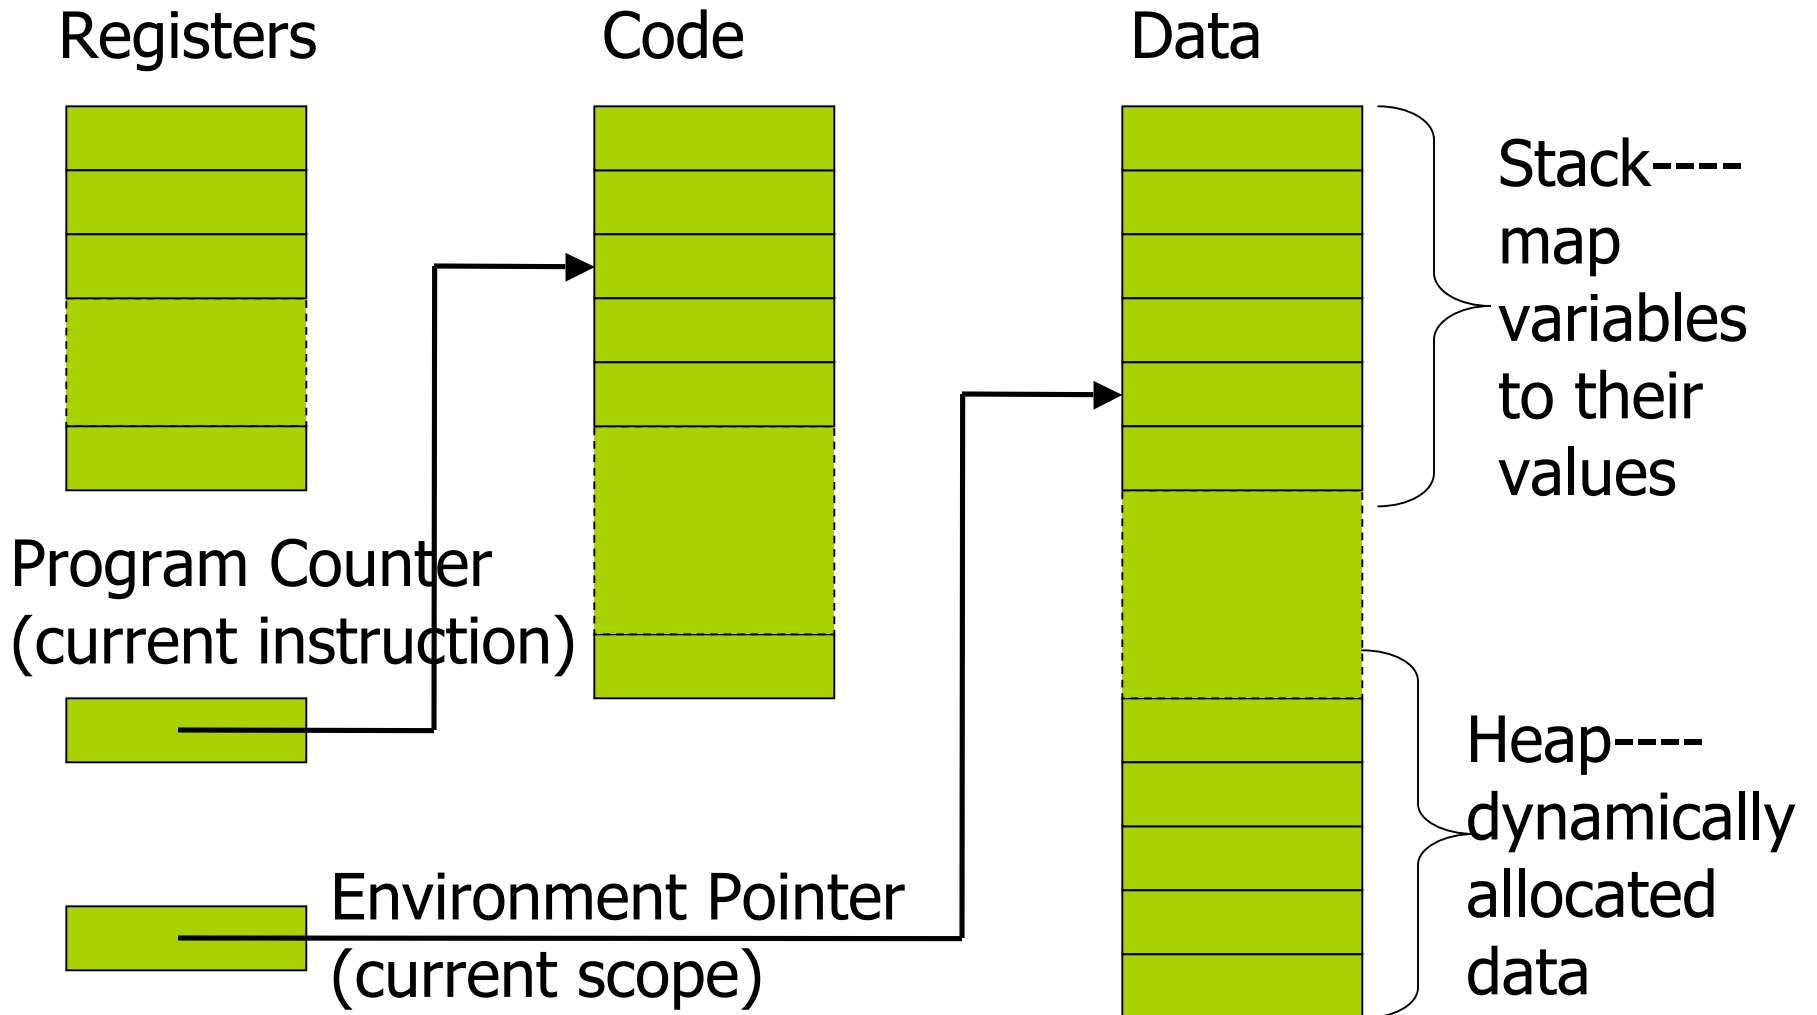 Registers
Code
Data
Stack----
map
variables
to their
values
Program Counter
(current instruction)
Heap----
dynamically
allocated
data
Environment Pointer
(current scope)